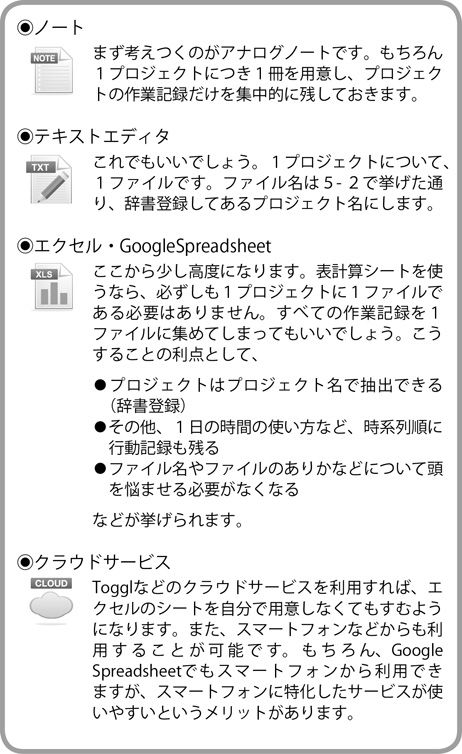 ◉ノート
NOTE
まず考えつくのがアナログノートです。もちろん
１プロジェクトにつき１冊を用意し、プロジェク
トの作業記録だけを集中的に残しておきます。
◉テキストエディタ
TXT
これでもいいでしょう。１プロジェクトについて、
１ファイルです。ファイル名は５-２で挙げた通
り、辞書登録してあるプロジェクト名にします。
◉エクセル・GoogleSpreadsheet
XLS
ここから少し高度になります。表計算シートを使
うなら、必ずしも１プロジェクトに１ファイルで
ある必要はありません。すべての作業記録を１
ファイルに集めてしまってもいいでしょう。こう
することの利点として、
●プロジェクトはプロジェクト名で抽出できる
（辞書登録）
●その他、１日の時間の使い方など、時系列順に
行動記録も残る
●ファイル名やファイルのありかなどについて頭
を悩ませる必要がなくなる
などが挙げられます。
◉クラウドサービス
CLOUD
Togglなどのクラウドサービスを利用すれば、エ
クセルのシートを自分で用意しなくてもすむよう
になります。また、スマートフォンなどからも利
用することが可能です。もちろん、Google
Spreadsheetでもスマートフォンから利用でき
ますが、スマートフォンに特化したサービスが使
いやすいというメリットがあります。